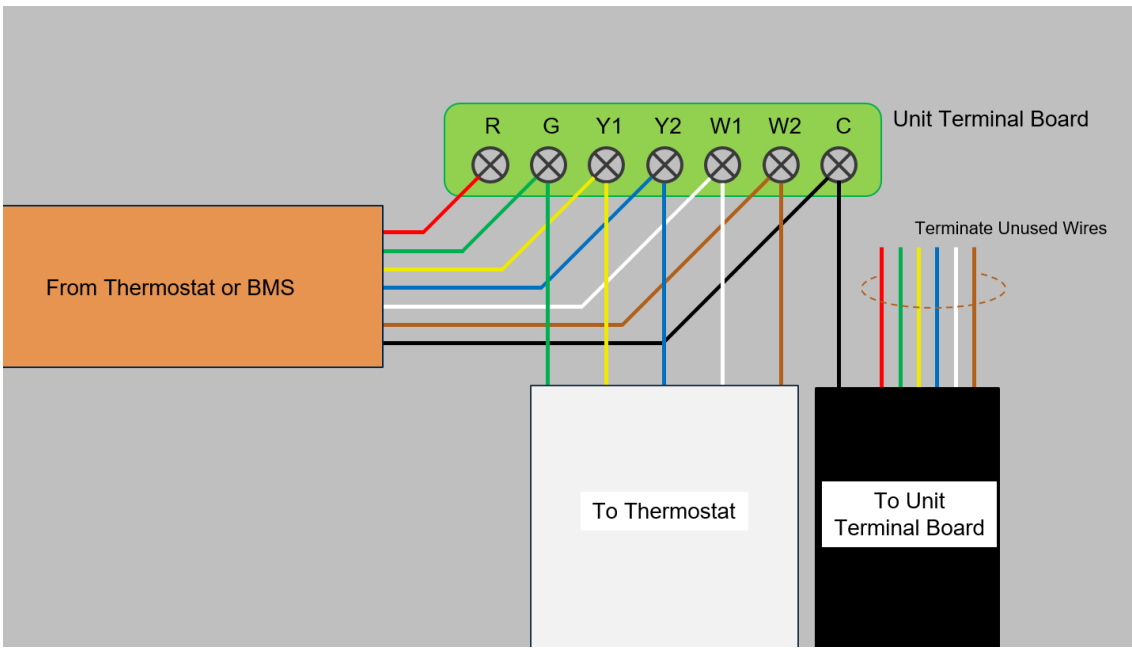 R G Y1 Y2 W1 W2 C
Unit Terminal Board
Terminate Unused Wires
From Thermostat or BMS
To Thermostat
To Unit
Terminal Board